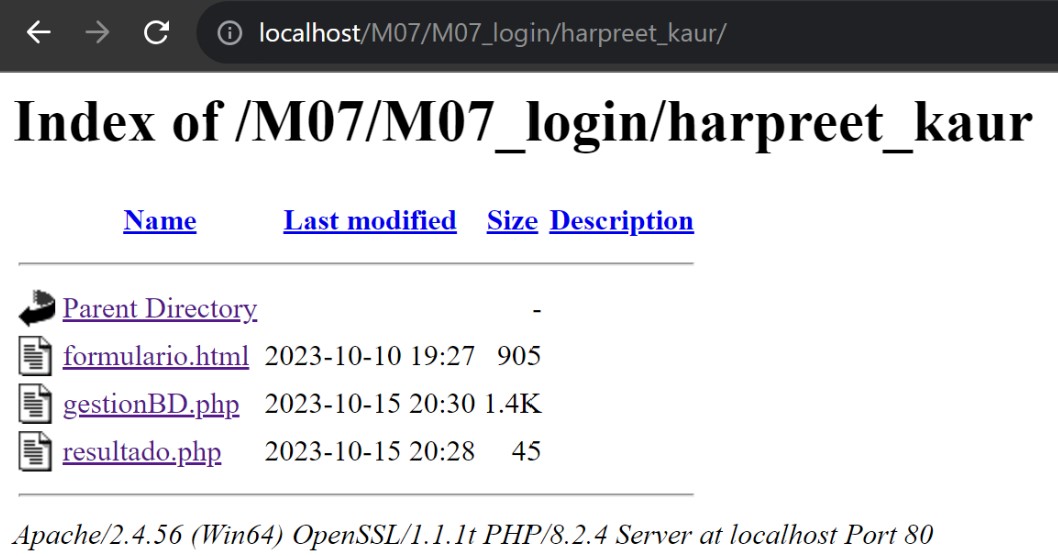 localhost/M07/M07_login/harpreet_kaur/
Index of /M07/M07_login/harpreet_kaur
Name Last modified Size Description
Parent Directory -
formulario.html 2023-10-10 19:27 905
gestionBD.php 2023-10-15 20:30 1.4K
resultado.php 2023-10-15 20:28 45
Apache/2.4.56 (Win64) OpenSSL/1.1.1t PHP/8.2.4 Server at localhost Port 80